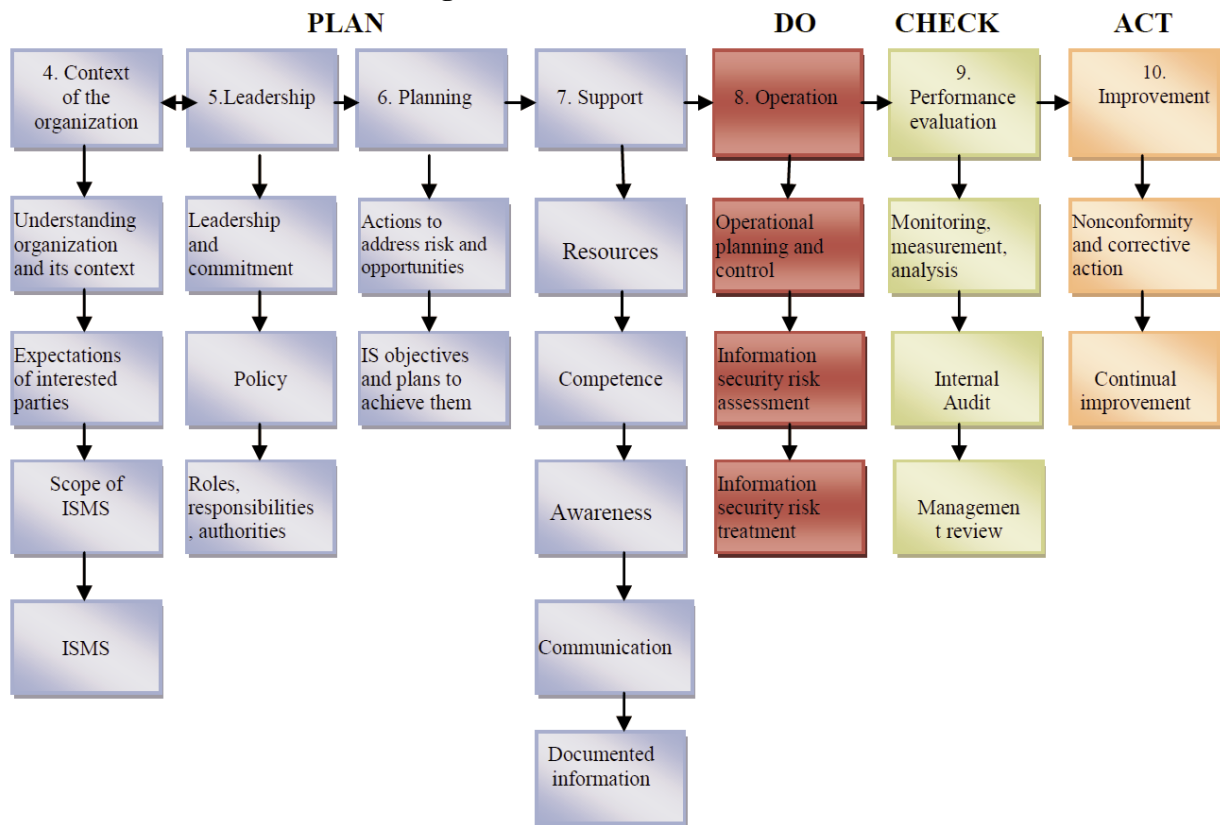 PLAN
DO
CHECK
ACT
4. Context
of the
organization
5.Leadership
6. Planning
7. Support
8. Operation
9.
Performance
evaluation
10.
Improvement
Understanding
organization
and its context
Leadership
and
commitment
Actions to
address risk and
opportunities
Resources
Operational
planning and
control
Monitoring,
measurement,
analysis
Nonconformity
and corrective
action
Expectations
of interested
parties
Policy
IS objectives
and plans to
achieve them
Competence
Information
security risk
assessment
Internal
Audit
Continual
improvement
Scope of
ISMS
Roles,
responsibilities
, authorities
Awareness
Information
security risk
treatment
Managemen
t review
ISMS
Communication
Documented
information